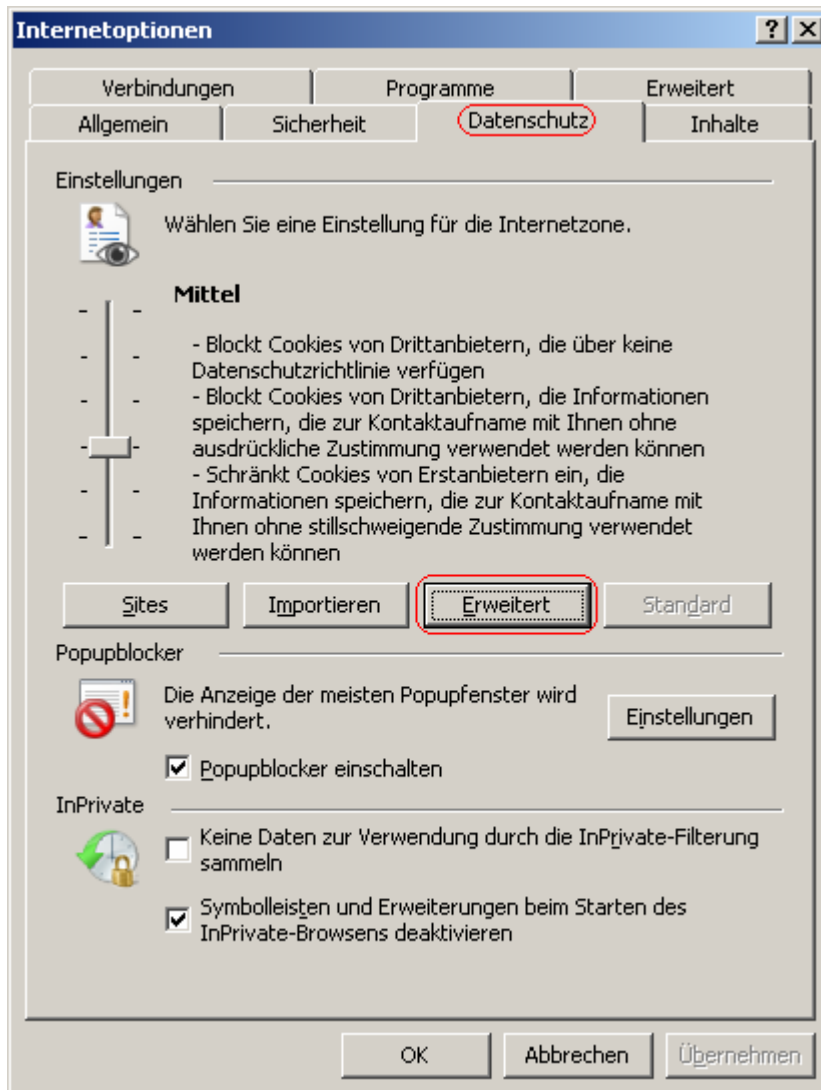 Internetoptionen
Verbindungen Programme Erweitert
Allgemein Sicherheit Datenschutz Inhalte
Einstellungen
Wählen Sie eine Einstellung für die Internetzone.
Mittel
- Blockt Cookies von Drittanbietern, die über keine
Datenschutzrichtlinie verfügen
- Blockt Cookies von Drittanbietern, die Informationen
speichern, die zur Kontaktaufname mit Ihnen ohne
ausdrückliche Zustimmung verwendet werden können
- Schränkt Cookies von Erstanbietern ein, die
Informationen speichern, die zur Kontaktaufname mit
Ihnen ohne stillschweigende Zustimmung verwendet
werden können
Sites Importieren Erweitert Standard
Popupblocker
Die Anzeige der meisten Popupfenster wird
verhindert.
Einstellungen
Popupblocker einschalten
InPrivate
Keine Daten zur Verwendung durch die InPrivate-Filterung
sammeln
Symbolleisten und Erweiterungen beim Starten des
InPrivate-Browsens deaktivieren
OK Abbrechen Übernehmen